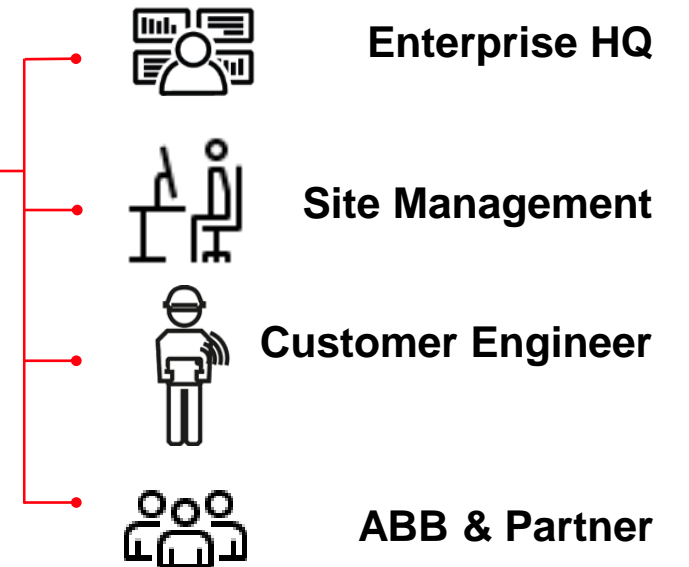 Enterprise HQ
Site Management
Customer Engineer
ABB & Partner